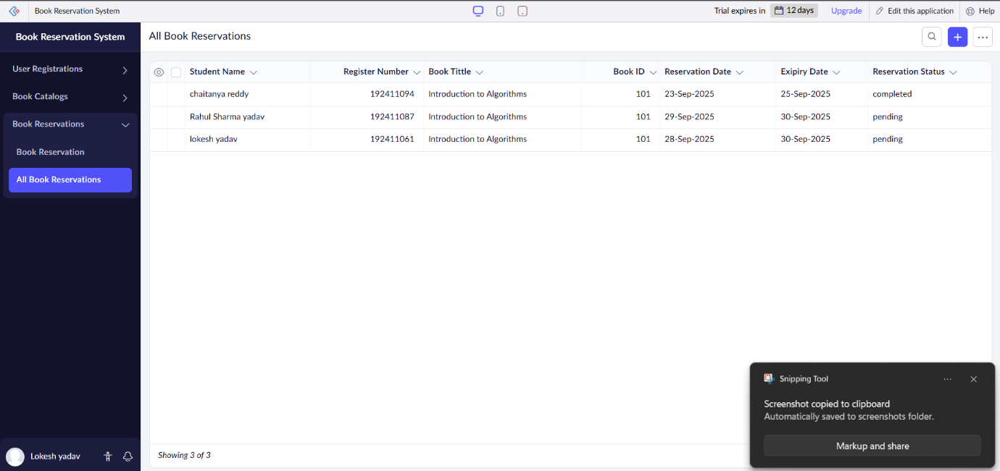 Book Reservation System
Trial expires in 12 days Upgrade Edit this application Help
Book Reservation System
User Registrations
Book Catalogs
Book Reservations
Book Reservation
All Book Reservations
Lokesh yadav
All Book Reservations
Student Name Register Number Book Tittle Book ID Reservation Date Exipiry Date Reservation Status
chaitanya reddy 192411094 Introduction to Algorithms 101 23-Sep-2025 25-Sep-2025 completed
Rahul Sharma yadav 192411087 Introduction to Algorithms 101 29-Sep-2025 30-Sep-2025 pending
lokesh yadav 192411061 Introduction to Algorithms 101 28-Sep-2025 30-Sep-2025 pending
Showing 3 of 3
Snipping Tool
Screenshot copied to clipboard
Automatically saved to screenshots folder.
Markup and share